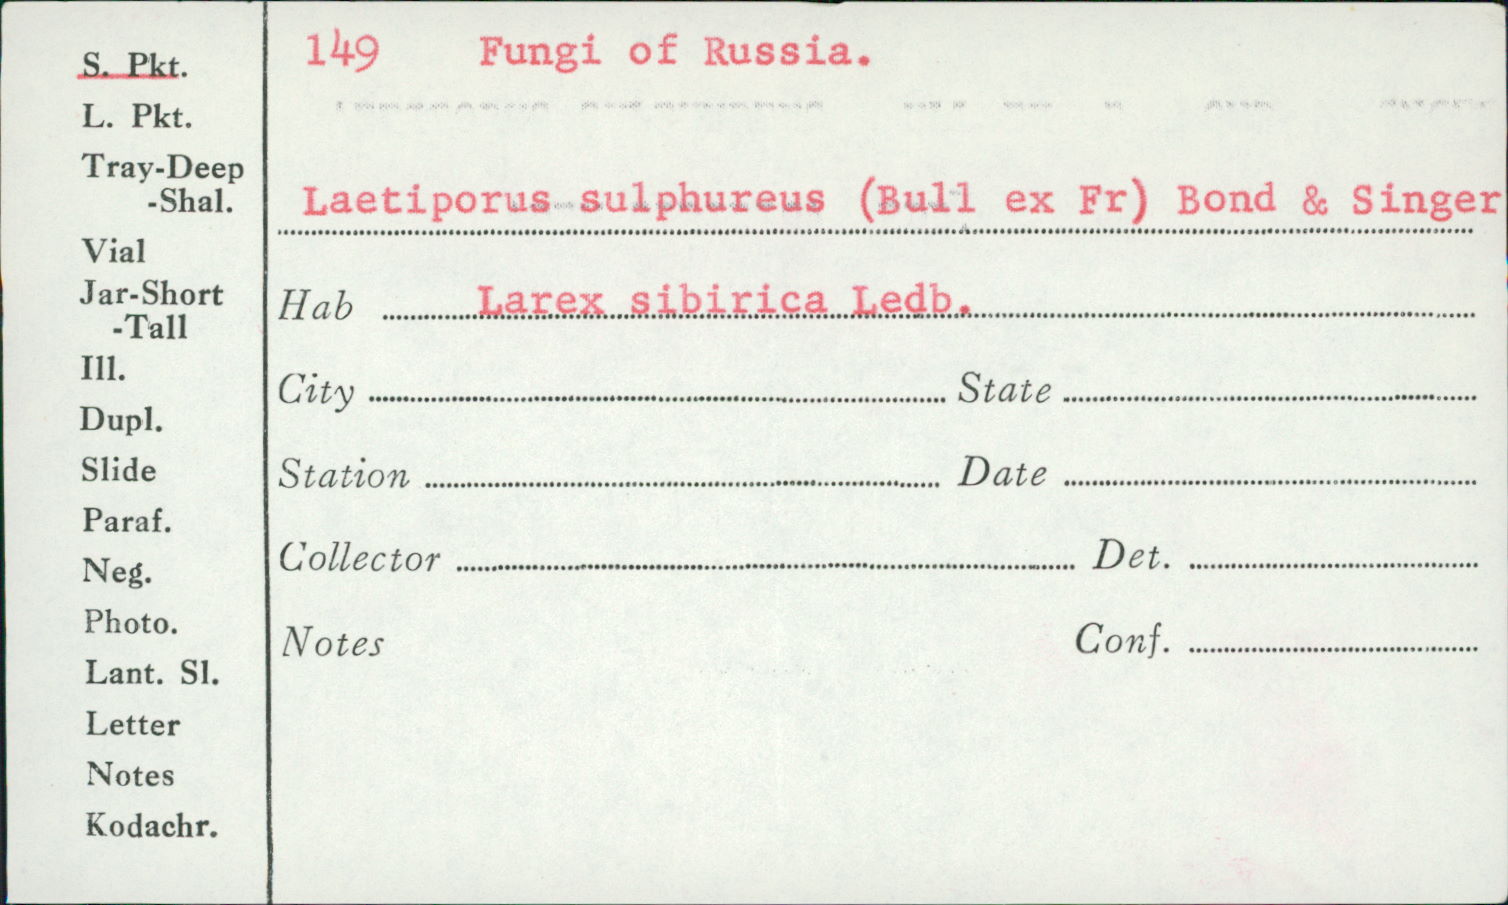 149 Fungi of Russia.
Laetiporus sulphureus (Bull ex Fr) Bond & Singer
Hab Larex sibirica Ledb.
City State
Station Date
Collector Det.
Notes Conf.
S. Pkt.
L. Pkt.
Tray-Deep
-Shal.
Vial
Jar-Short
-Tall
Ill.
Dupl.
Slide
Paraf.
Neg.
Photo.
Lant. Sl.
Letter
Notes
Kodachr.